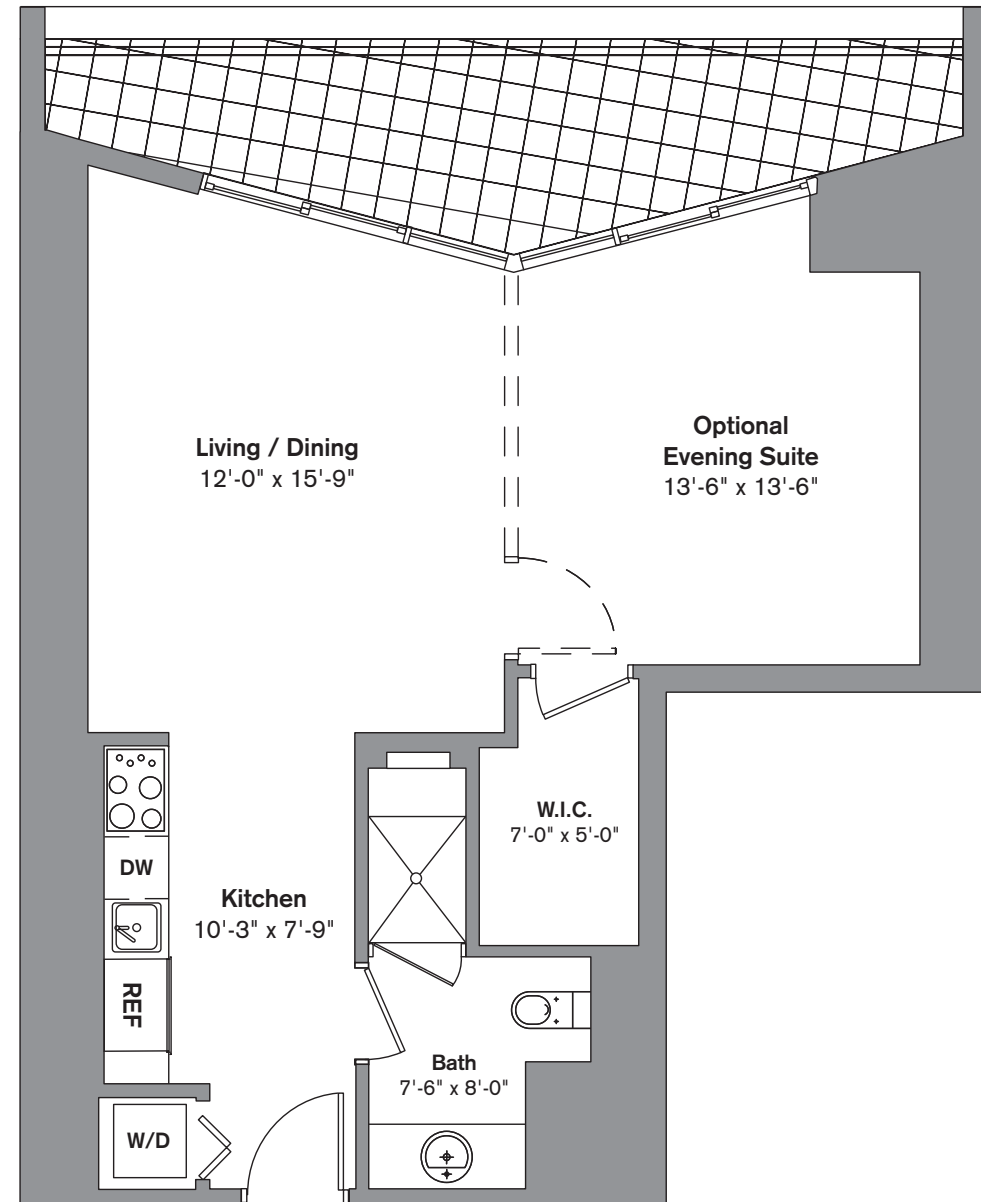 Living / Dining
12'-0" x 15'-9"
Optional
Evening Suite
13'-6" x 13'-6"
W.I.C.
7'-0" x 5'-0"
DW
Kitchen
10'-3" x 7'-9"
REF
Bath
7'-6" x 8'-0"
W/D